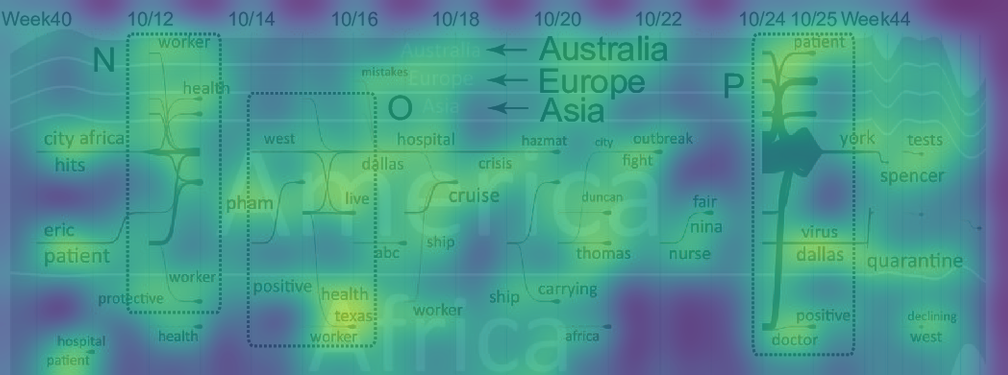 Week40 10/12 10/14 10/16 10/18 10/20 10/22 10/24 10/25 Week44
worker Australia Australia patient
N mistakes Europe Europe P
health O Asia Asia
city africa west hospital hazmat city outbreak york tests
hits dallas crisis fight spencer
America
pham live cruise duncan fair
eric nina virus
patient abc ship thomas nurse dallas quarantine
worker positive health ship carrying
protective texas worker positive declining
hospital health worker africa doctor west
patient
Africa